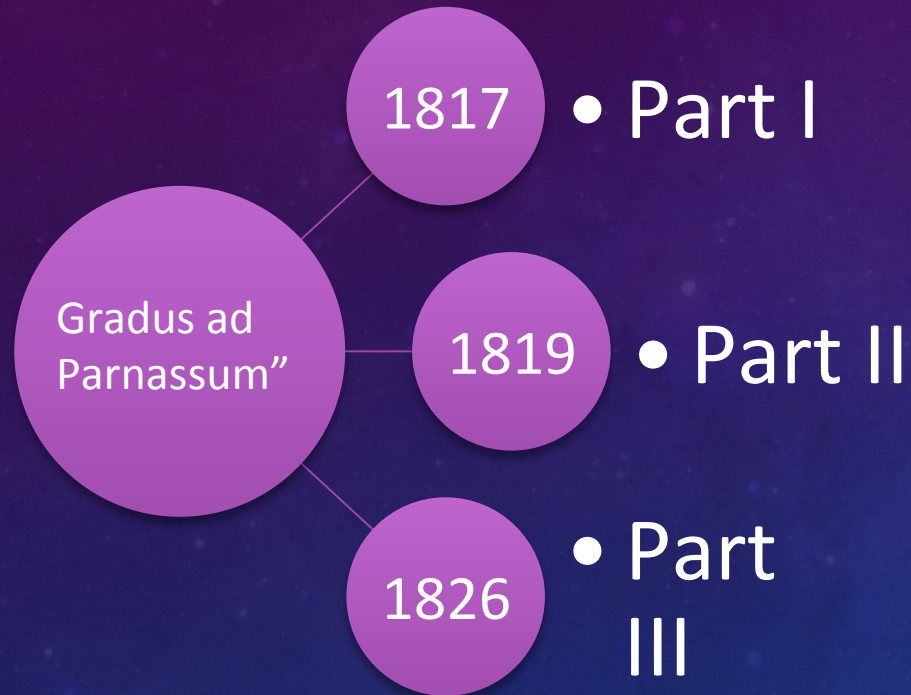 Gradus ad
Parnassum”
1817
• Part I
1819
• Part II
1826
• Part
III